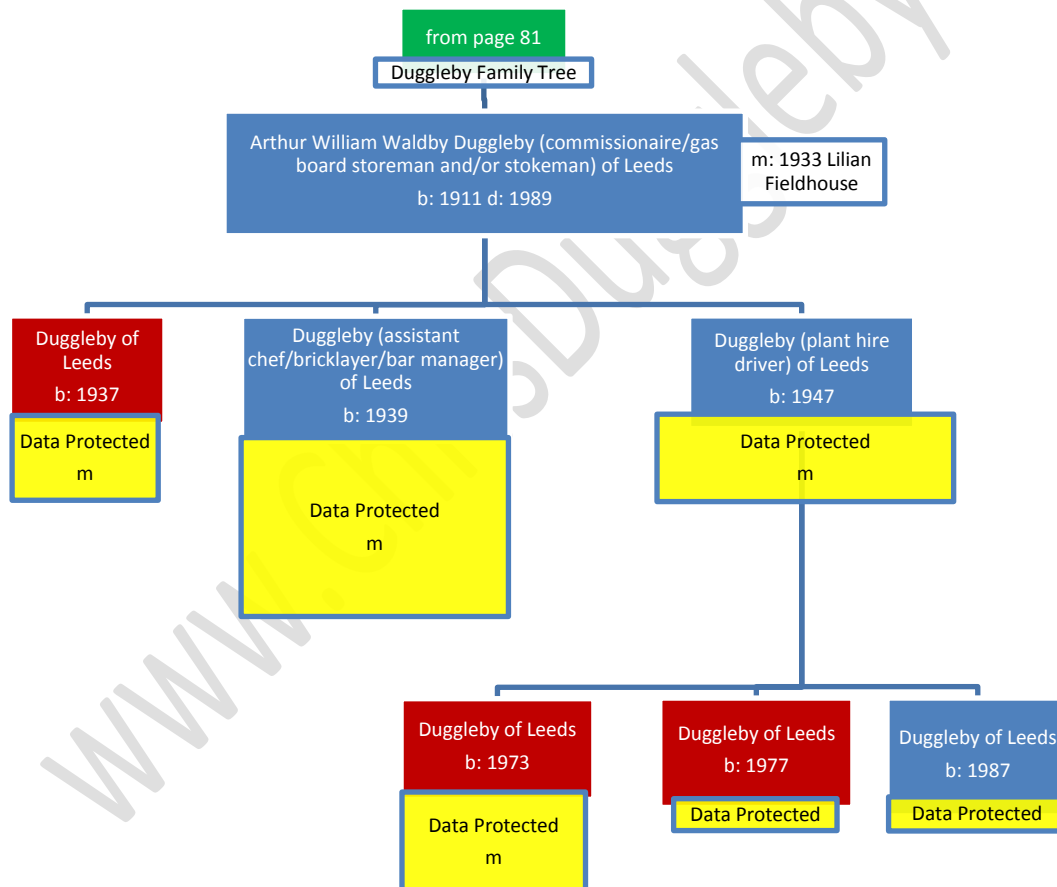 from page 81
Duggleby Family Tree
Arthur William Waldby Duggleby (commissionaire/gas
board storeman and/or stokeman) of Leeds
b: 1911 d: 1989
m: 1933 Lilian
Fieldhouse
Duggleby of
Leeds
b: 1937
Data Protected
m
Duggleby (assistant
chef/bricklayer/bar manager)
of Leeds
b: 1939
Data Protected
m
Duggleby (plant hire
driver) of Leeds
b: 1947
Data Protected
m
Duggleby of Leeds
b: 1973
Data Protected
m
Duggleby of Leeds
b: 1977
Data Protected
Duggleby of Leeds
b: 1987
Data Protected